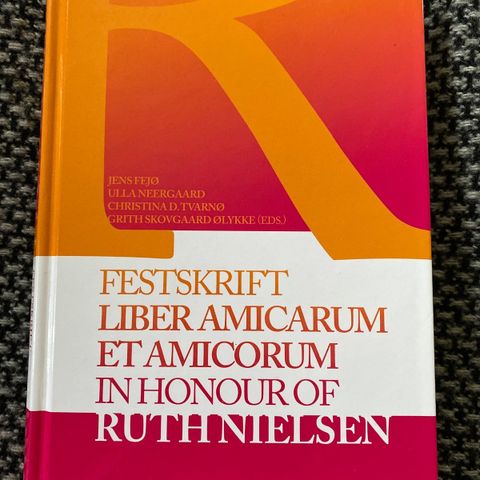 R
JENS FEJØ
ULLA NEERGAARD
CHRISTINA D. TVARNØ
GRITH SKOVGAARD ØLYKKE (EDS.)
FESTSKRIFT
LIBER AMICARUM
ET AMICORUM
IN HONOUR OF
RUTH NIELSEN